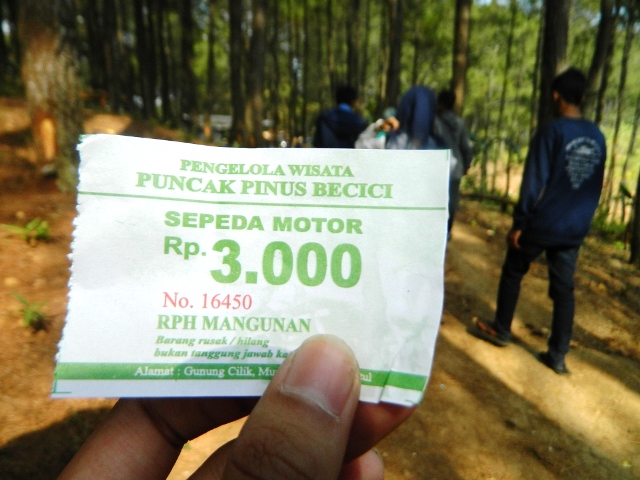 PENGELOLA WISATA
PUNCAK PINUS BECICI
SEPEDA MOTOR
Rp. 3.000
No. 16450
RPH MANGUNAN
Barang rusak / hilang
bukan tanggung jawab
Alamat : Gunung Cilik,